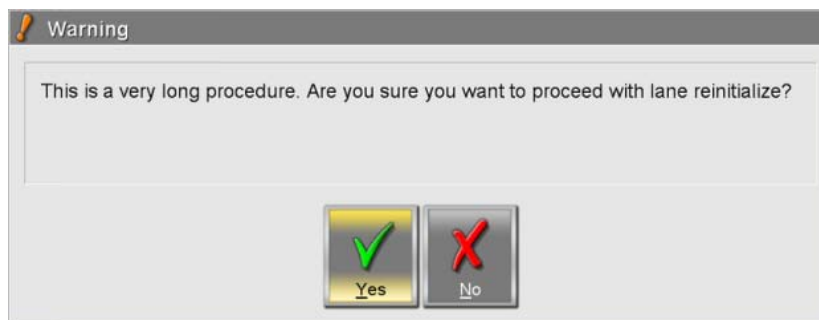 Warning
This is a very long procedure. Are you sure you want to proceed with lane reinitialize?
Yes No